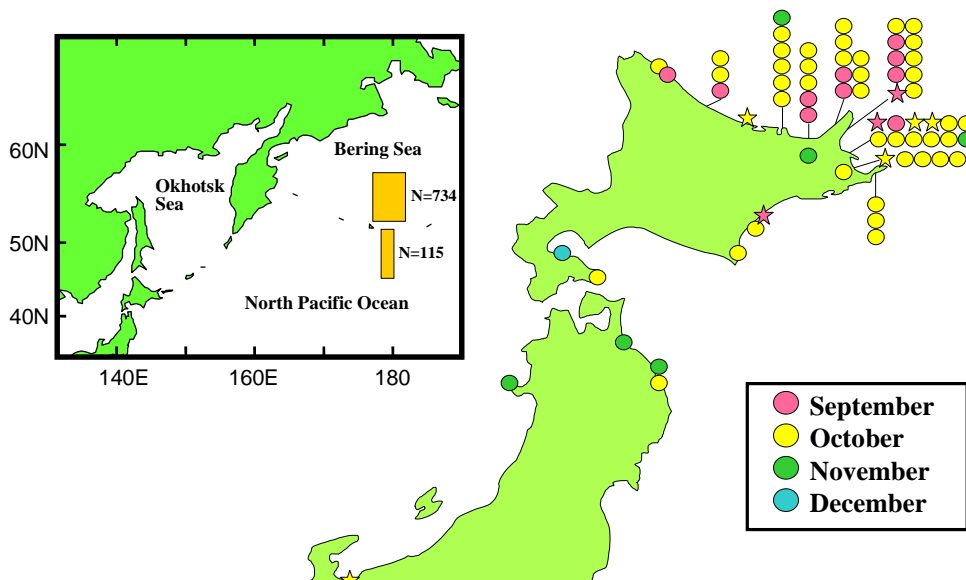 60N
50N
40N
140E
160E
180
Bering Sea
Okhotsk
Sea
N=734
N=115
North Pacific Ocean
September
October
November
December